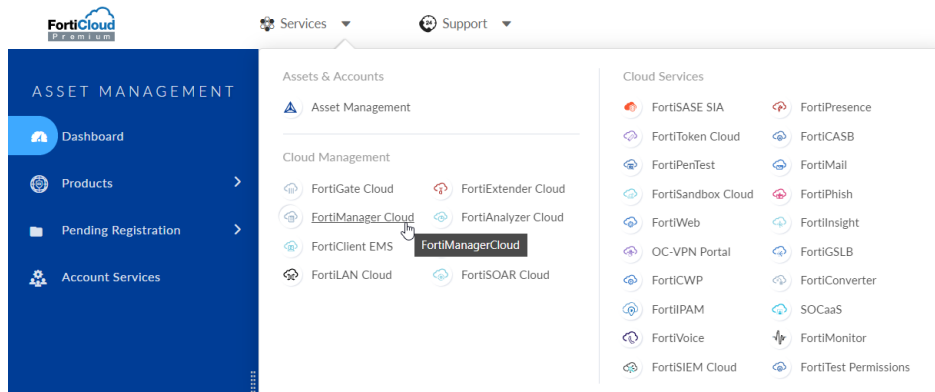 FortiCloud
Premium
Services
Support
ASSET MANAGEMENT
Dashboard
Products
Pending Registration
Account Services
Assets & Accounts
Asset Management
Cloud Management
FortiGate Cloud
FortiExtender Cloud
FortiManager Cloud
FortiAnalyzer Cloud
FortiClient EMS
FortiManagerCloud
FortiLAN Cloud
FortiSOAR Cloud
Cloud Services
FortiSASE SIA
FortiPresence
FortiToken Cloud
FortiCASB
FortiPenTest
FortiMail
FortiSandbox Cloud
FortiPhish
FortiWeb
FortiInsight
OC-VPN Portal
FortiGSLB
FortiCWP
FortiConverter
FortiIPAM
SOCaaS
FortiVoice
FortiMonitor
FortiSIEM Cloud
FortiTest Permissions